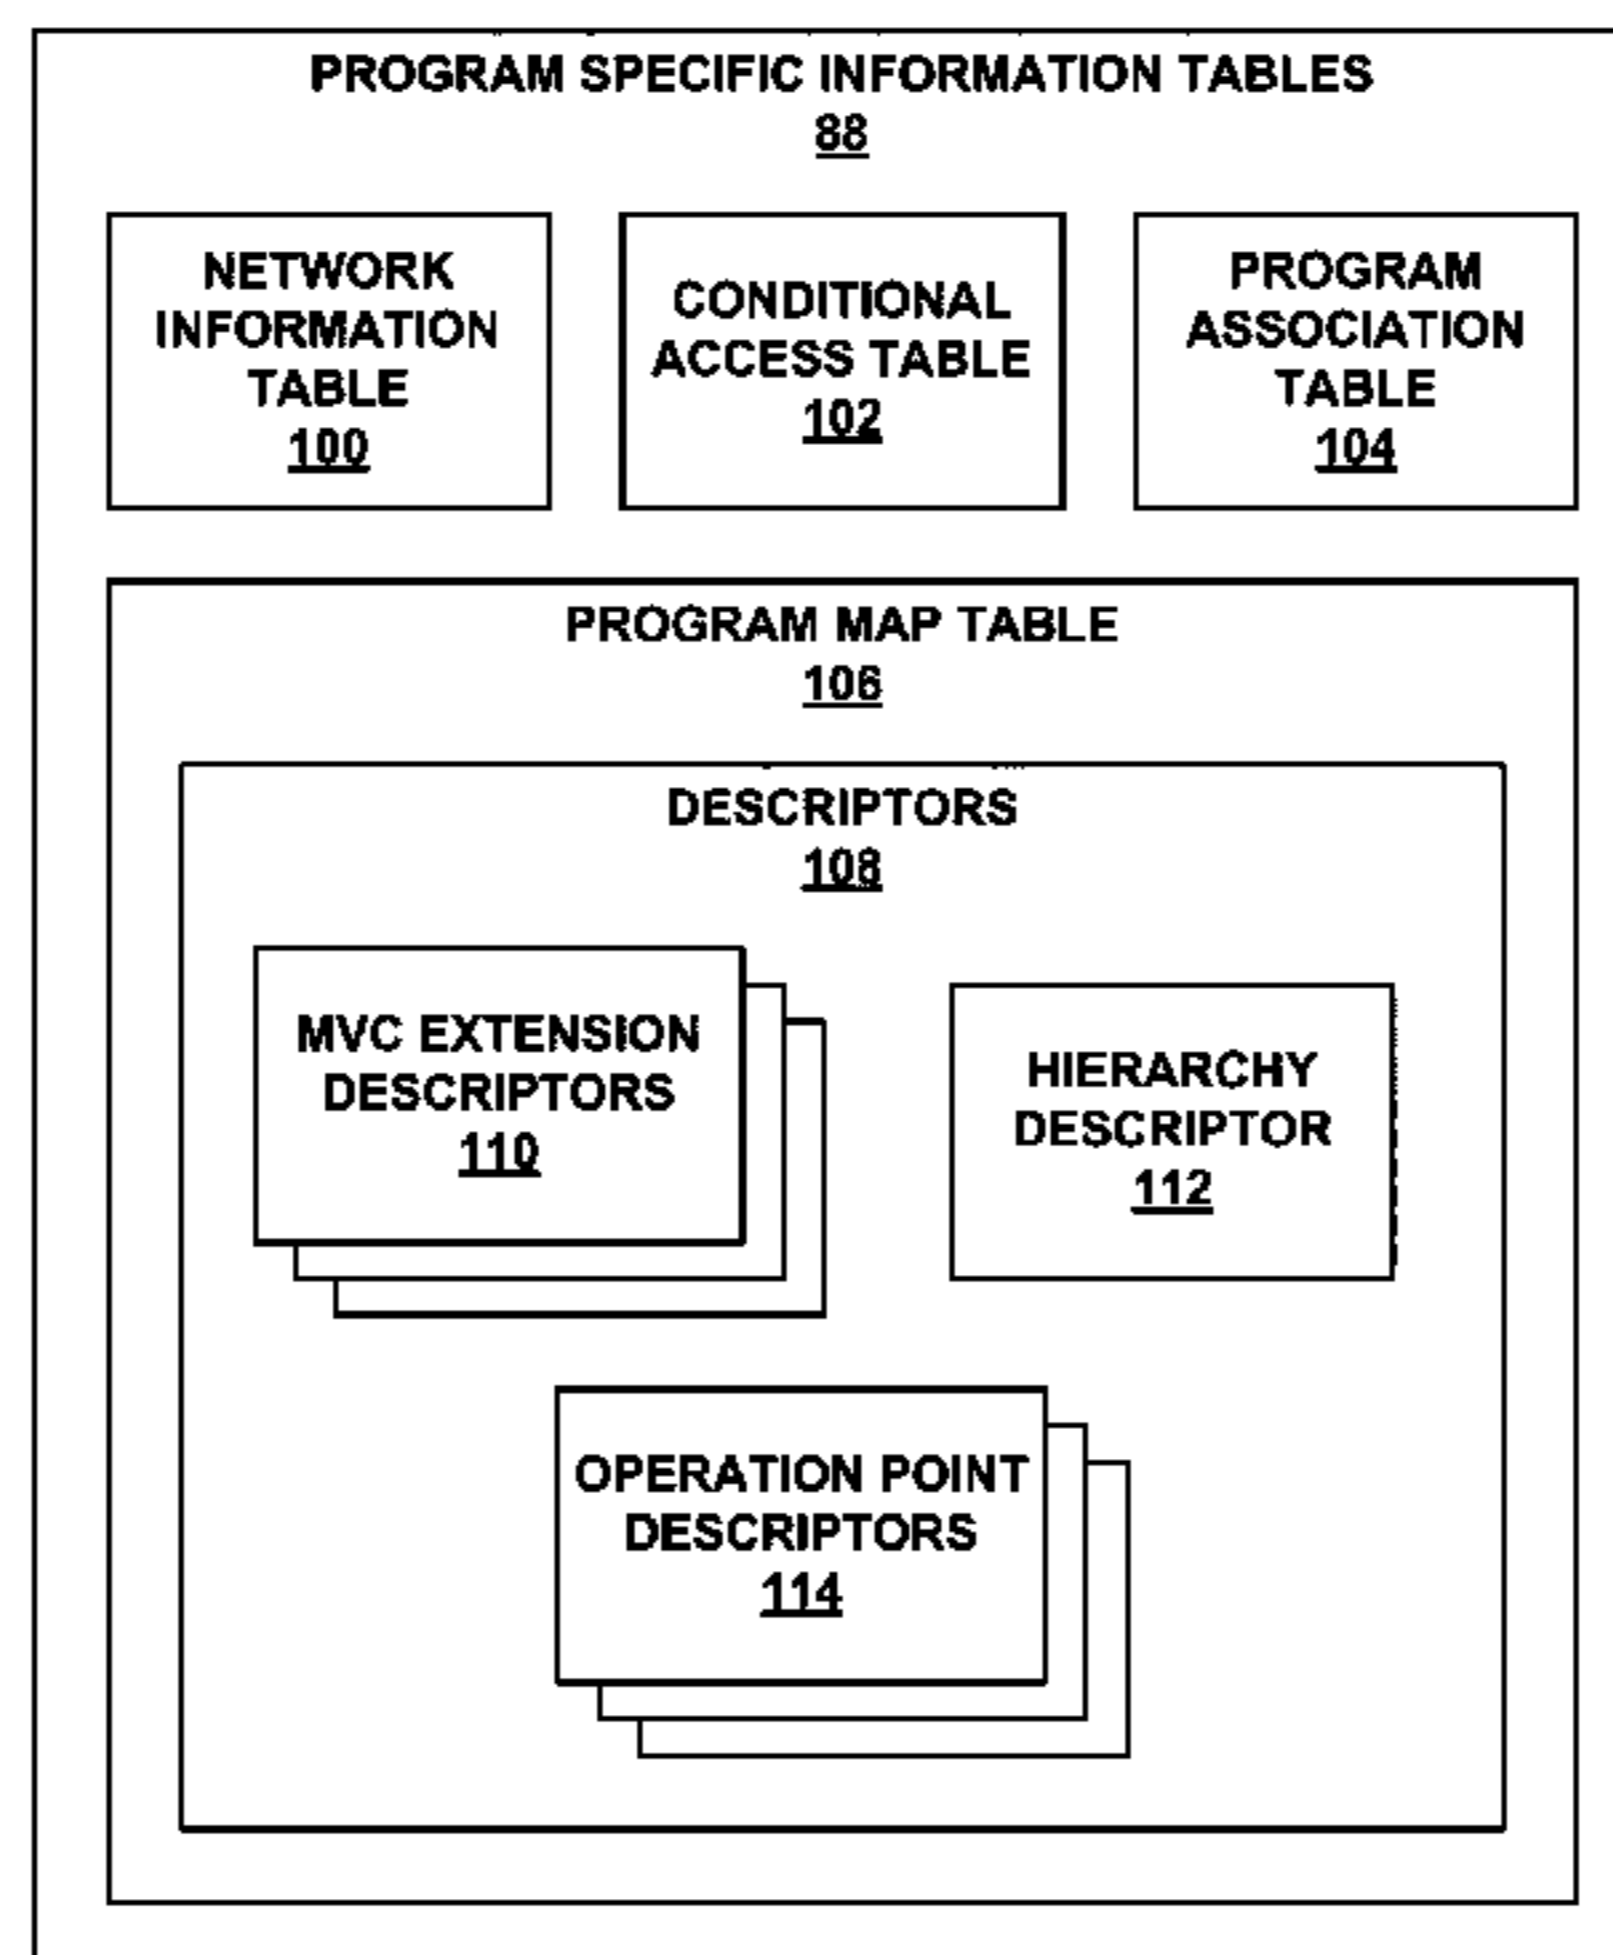 PROGRAM SPECIFIC INFORMATION TABLES
88
NETWORK
INFORMATION
TABLE
100
CONDITIONAL
ACCESS TABLE
102
PROGRAM
ASSOCIATION
TABLE
104
PROGRAM MAP TABLE
106
DESCRIPTORS
108
MVC EXTENSION
DESCRIPTORS
110
HIERARCHY
DESCRIPTOR
112
OPERATION POINT
DESCRIPTORS
114